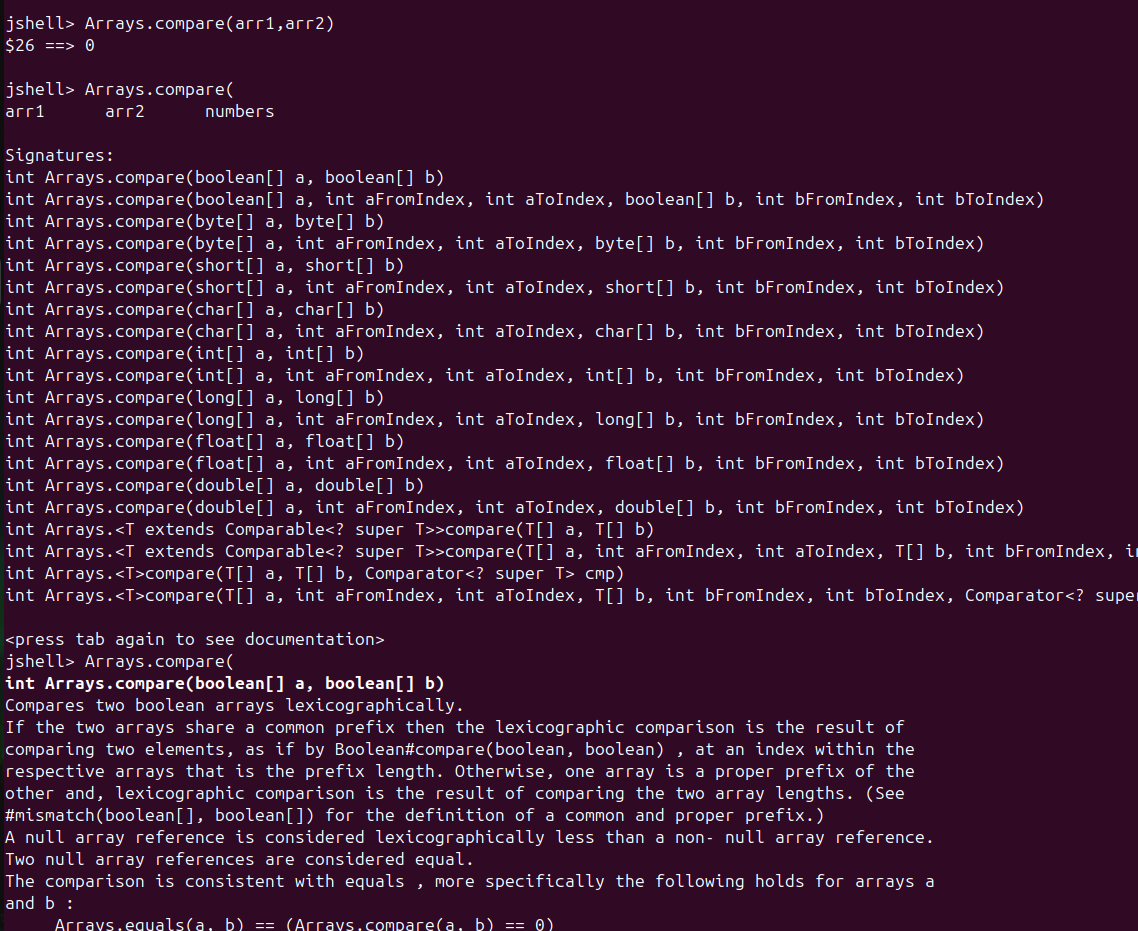 jshell> Arrays.compare(arr1,arr2)
$26 ==> 0
jshell> Arrays.compare(
arr1      arr2      numbers
Signatures:
int Arrays.compare(boolean[] a, boolean[] b)
int Arrays.compare(boolean[] a, int aFromIndex, int aToIndex, boolean[] b, int bFromIndex, int bToIndex)
int Arrays.compare(byte[] a, byte[] b)
int Arrays.compare(byte[] a, int aFromIndex, int aToIndex, byte[] b, int bFromIndex, int bToIndex)
int Arrays.compare(short[] a, short[] b)
int Arrays.compare(short[] a, int aFromIndex, int aToIndex, short[] b, int bFromIndex, int bToIndex)
int Arrays.compare(char[] a, char[] b)
int Arrays.compare(char[] a, int aFromIndex, int aToIndex, char[] b, int bFromIndex, int bToIndex)
int Arrays.compare(int[] a, int[] b)
int Arrays.compare(int[] a, int aFromIndex, int aToIndex, int[] b, int bFromIndex, int bToIndex)
int Arrays.compare(long[] a, long[] b)
int Arrays.compare(long[] a, int aFromIndex, int aToIndex, long[] b, int bFromIndex, int bToIndex)
int Arrays.compare(float[] a, float[] b)
int Arrays.compare(float[] a, int aFromIndex, int aToIndex, float[] b, int bFromIndex, int bToIndex)
int Arrays.compare(double[] a, double[] b)
int Arrays.compare(double[] a, int aFromIndex, int aToIndex, double[] b, int bFromIndex, int bToIndex)
int Arrays.<T extends Comparable<? super T>>compare(T[] a, T[] b)
int Arrays.<T extends Comparable<? super T>>compare(T[] a, int aFromIndex, int aToIndex, T[] b, int bFromIndex,
int Arrays.<T>compare(T[] a, T[] b, Comparator<? super T> cmp)
int Arrays.<T>compare(T[] a, int aFromIndex, int aToIndex, T[] b, int bFromIndex, int bToIndex, Comparator<? super
<press tab again to see documentation>
jshell> Arrays.compare(
int Arrays.compare(boolean[] a, boolean[] b)
Compares two boolean arrays lexicographically.
If the two arrays share a common prefix then the lexicographic comparison is the result of
comparing two elements, as if by Boolean#compare(boolean, boolean) , at an index within the
respective arrays that is the prefix length. Otherwise, one array is a proper prefix of the
other and, lexicographic comparison is the result of comparing the two array lengths. (See
#mismatch(boolean[], boolean[]) for the definition of a common and proper prefix.)
A null array reference is considered lexicographically less than a non- null array reference.
Two null array references are considered equal.
The comparison is consistent with equals , more specifically the following holds for arrays a
and b :
Arrays.equals(a, b) == (Arrays.compare(a, b) == 0)